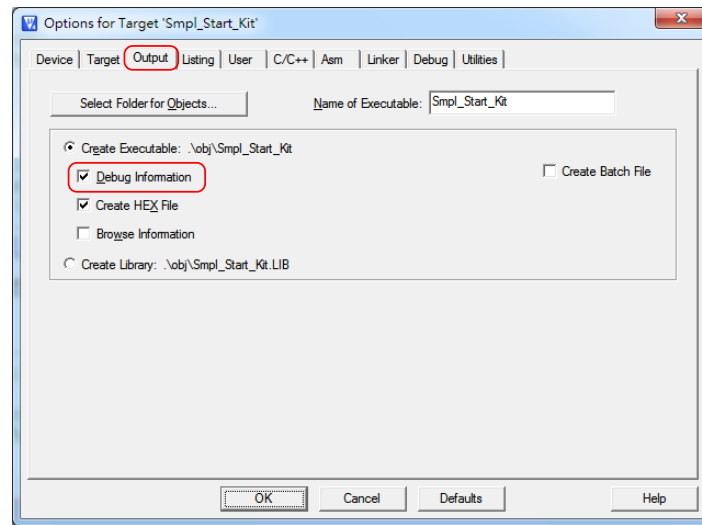 Options for Target 'Smpl_Start_Kit'
Device Target Output Listing User C/C++ Asm Linker Debug Utilities
Select Folder for Objects... Name of Executable: Smpl_Start_Kit
Create Executable: .\obj\Smpl_Start_Kit
Debug Information Create Batch File
Create HEX File
Browse Information
Create Library: .\obj\Smpl_Start_Kit.LIB
OK Cancel Defaults Help